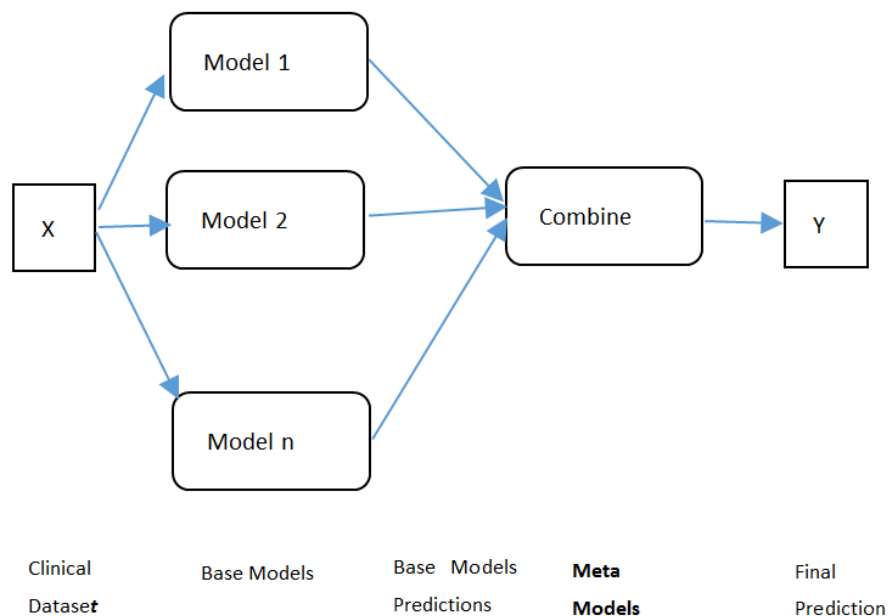 Model 1
X
Model 2
Combine
Y
Model n
Clinical
Dataset
Base Models
Base Models
Predictions
Meta
Models
Final
Prediction